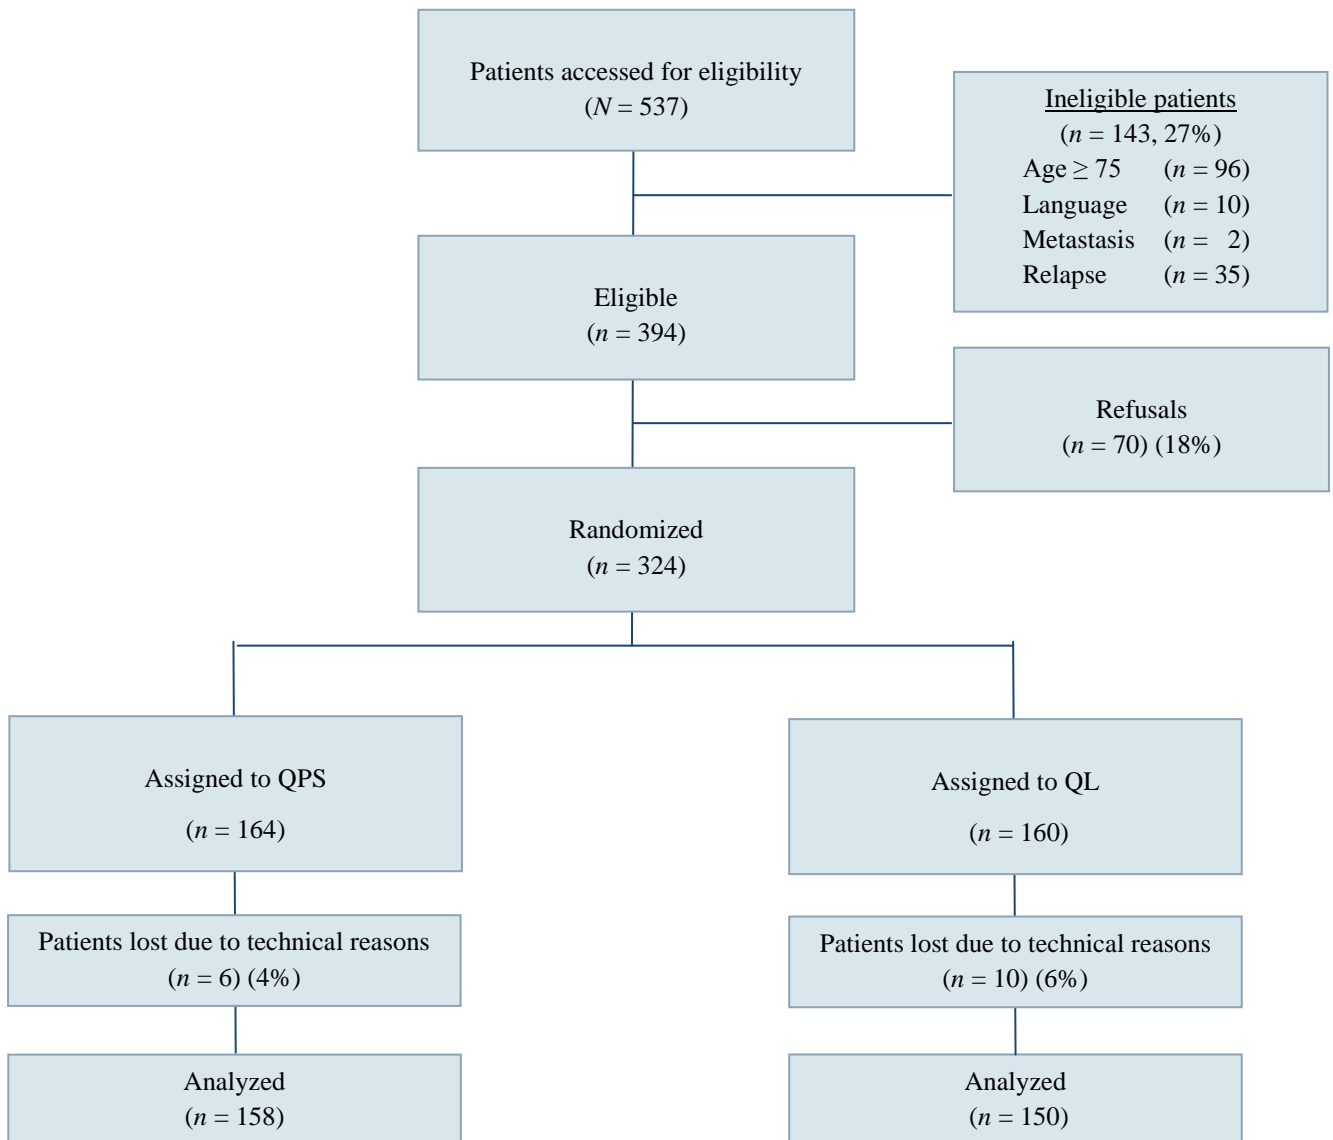 Patients accessed for eligibility
(N = 537)
Ineligible patients
(n = 143, 27%)
Age ≥ 75 (n = 96)
Language (n = 10)
Metastasis (n = 2)
Relapse (n = 35)
Eligible
(n = 394)
Refusals
(n = 70) (18%)
Randomized
(n = 324)
Assigned to QPS
(n = 164)
Assigned to QL
(n = 160)
Patients lost due to technical reasons
(n = 6) (4%)
Patients lost due to technical reasons
(n = 10) (6%)
Analyzed
(n = 158)
Analyzed
(n = 150)